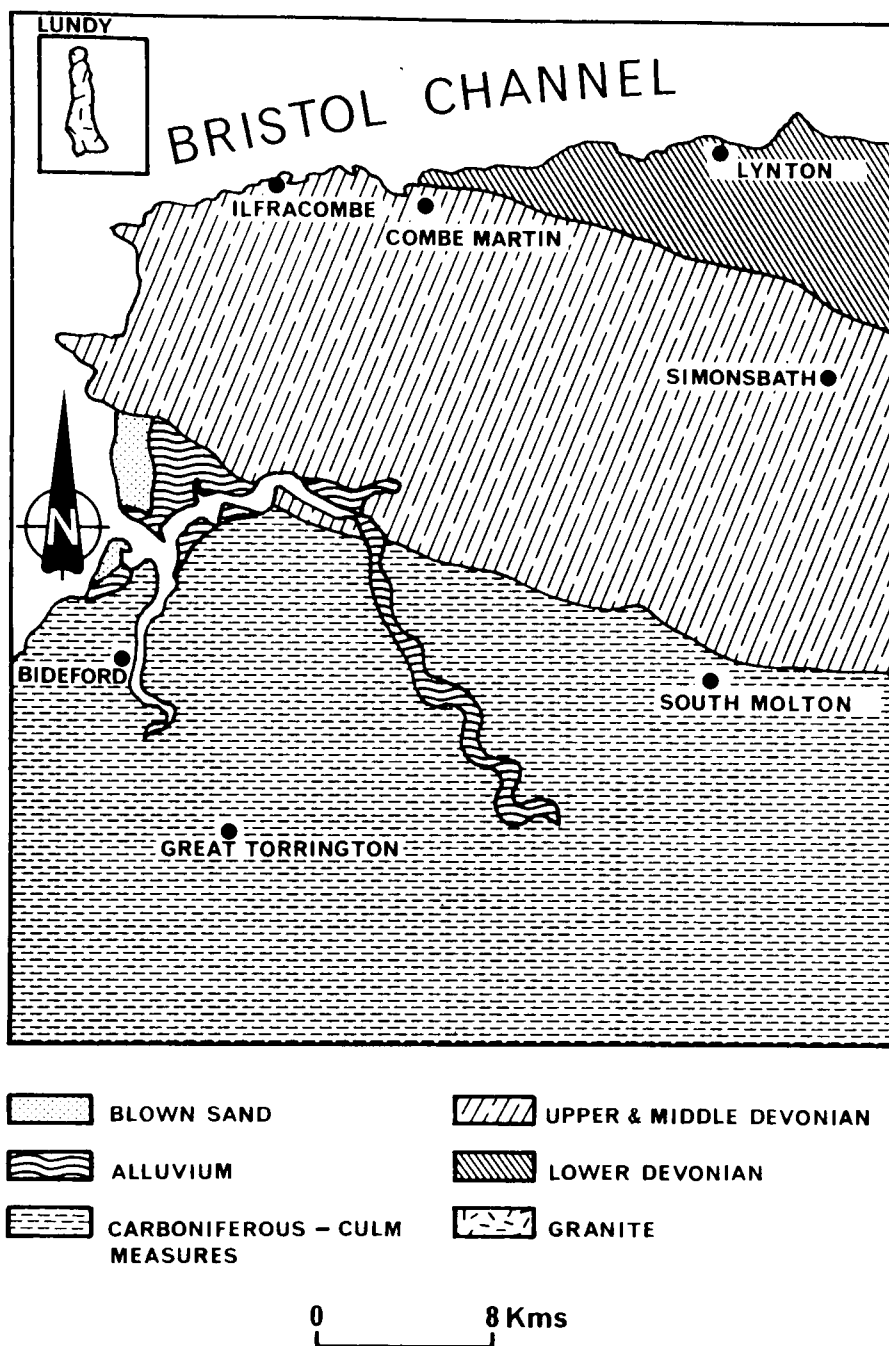 LUNDY
BRISTOL CHANNEL
LYNTON
ILFRACOMBE
COMBE MARTIN
SIMONSBATH
N
BIDEFORD
SOUTH MOLTON
GREAT TORRINGTON
BLOWN SAND
UPPER & MIDDLE DEVONIAN
ALLUVIUM
LOWER DEVONIAN
CARBONIFEROUS – CULM
MEASURES
GRANITE
0 8 Kms